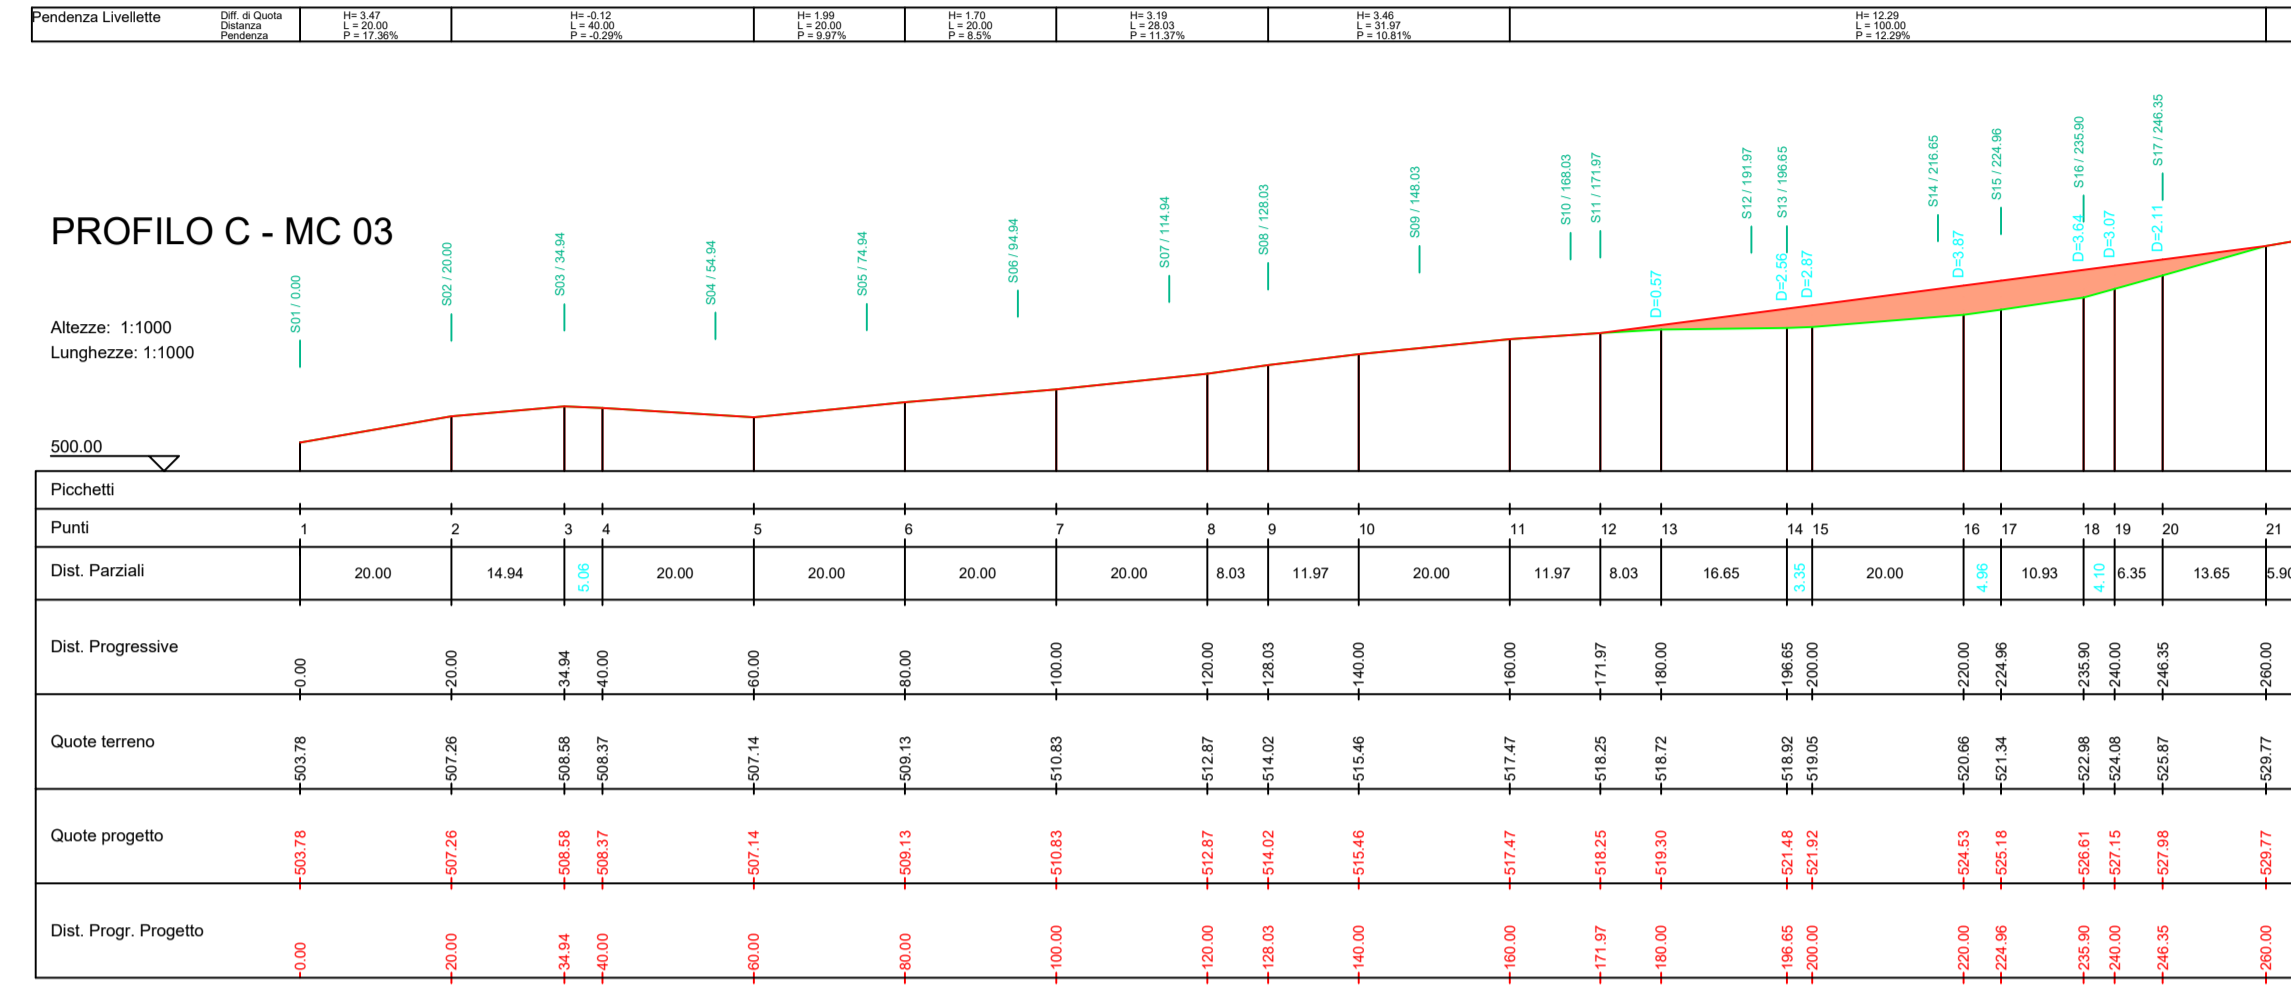 Pendenza Livellette
Diff. di Quota
Distanza
Pendenza
H= 3.47
L = 20.00
P = 17.36%
H= -0.12
L = 40.00
P = -0.29%
H= 1.99
L = 20.00
P = 9.97%
H= 1.70
L = 20.00
P = 8.5%
H= 3.19
L = 28.03
P = 11.37%
H= 3.46
L = 31.97
P = 10.81%
H= 12.29
L = 100.00
P = 12.29%
PROFILO C - MC 03
Altezze: 1:1000
Lunghezze: 1:1000
500.00
S01 / 0.00
S02 / 20.00
S03 / 34.94
S04 / 54.94
S05 / 74.94
S06 / 94.94
S07 / 114.94
S08 / 128.03
S09 / 148.03
S10 / 168.03
S11 / 171.97
S12 / 191.97
S13 / 196.65
S14 / 216.65
S15 / 224.96
S16 / 235.90
S17 / 246.35
D=0.57
D=2.56
D=2.87
D=3.87
D=3.64
D=3.07
D=2.11
Picchetti
Punti 1 2 3 4 5 6 7 8 9 10 11 12 13 14 15 16 17 18 19 20 21
Dist. Parziali 20.00 14.94 5.06 20.00 20.00 20.00 20.00 8.03 11.97 20.00 11.97 8.03 16.65 3.35 20.00 4.96 10.93 4.10 6.35 13.65 5.90
Dist. Progressive 0.00 20.00 34.94 40.00 60.00 80.00 100.00 120.00 128.03 140.00 160.00 171.97 180.00 196.65 200.00 220.00 224.96 235.90 240.00 246.35 260.00
Quote terreno 503.78 507.26 508.58 508.37 507.14 509.13 510.83 512.87 514.02 515.46 517.47 518.25 518.72 518.92 519.05 520.66 521.34 522.98 524.08 525.87 529.77
Quote progetto 503.78 507.26 508.58 508.37 507.14 509.13 510.83 512.87 514.02 515.46 517.47 518.25 519.30 521.48 521.92 524.53 525.18 526.61 527.15 527.98 529.77
Dist. Progr. Progetto 0.00 20.00 34.94 40.00 60.00 80.00 100.00 120.00 128.03 140.00 160.00 171.97 180.00 196.65 200.00 220.00 224.96 235.90 240.00 246.35 260.00